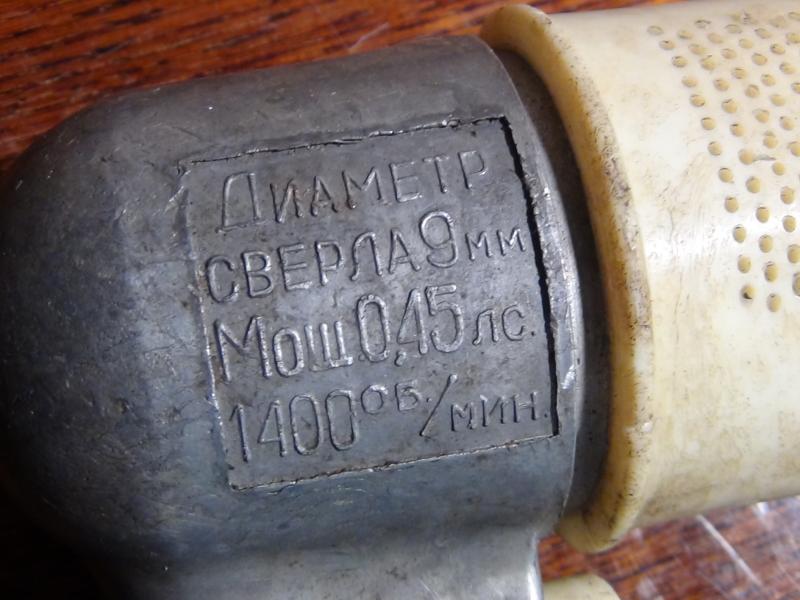 Диаметр
сверла 9 мм
Мощ. 0,45 лс.
1400 об./мин.